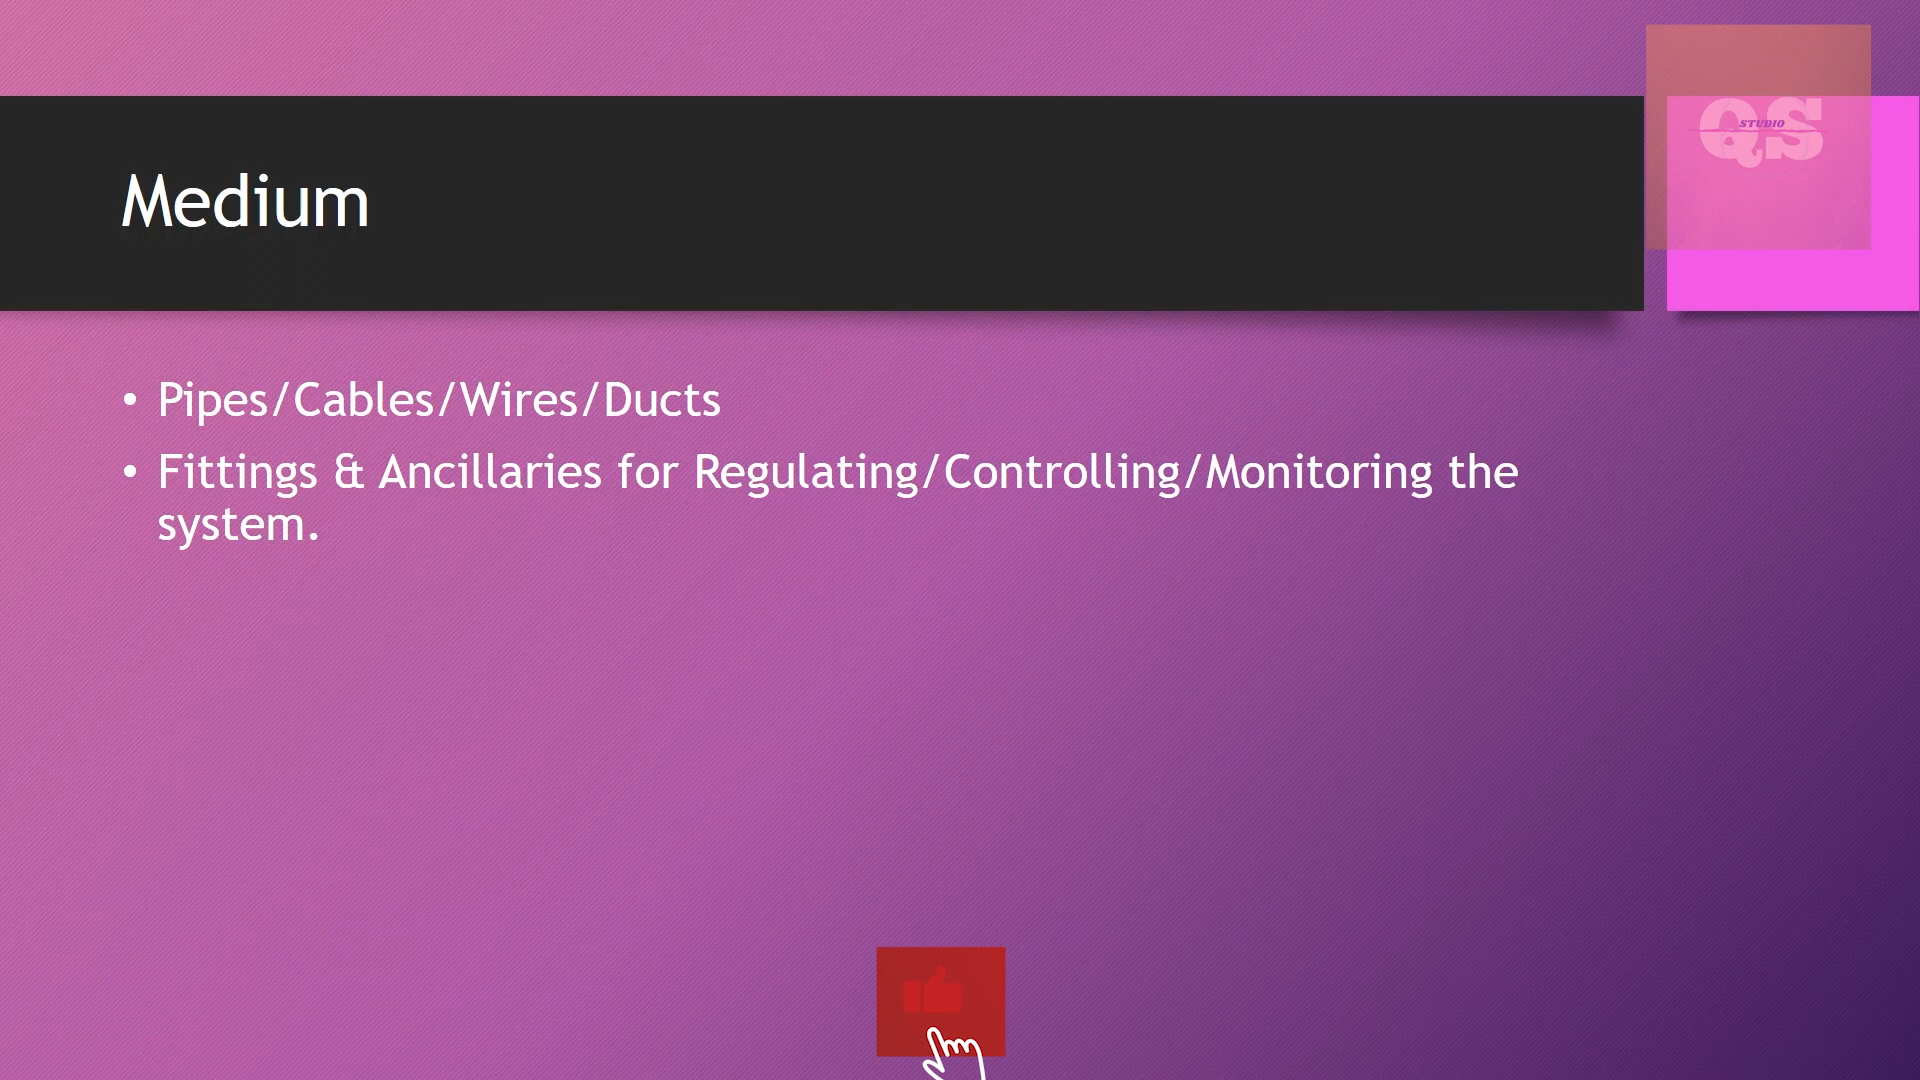 QS
STUDIO
Medium
• Pipes/Cables/Wires/Ducts
• Fittings & Ancillaries for Regulating/Controlling/Monitoring the
system.